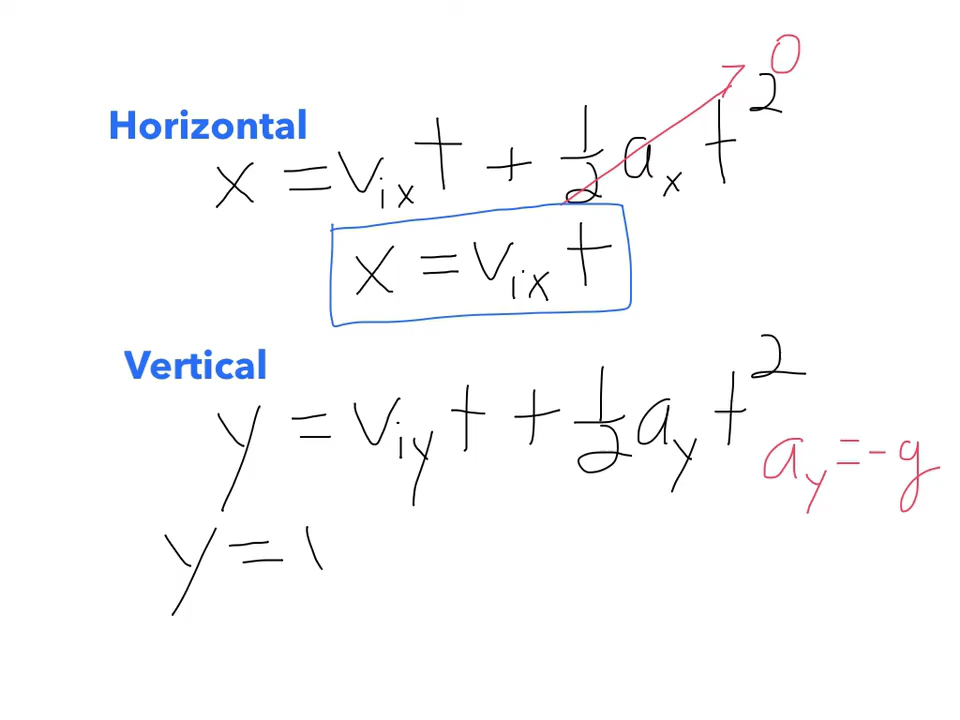 Horizontal
x = v_ix t + 1/2 a_x t^2 0
x = v_ix t
Vertical
y = v_iy t + 1/2 a_y t^2
a_y = -g
y =